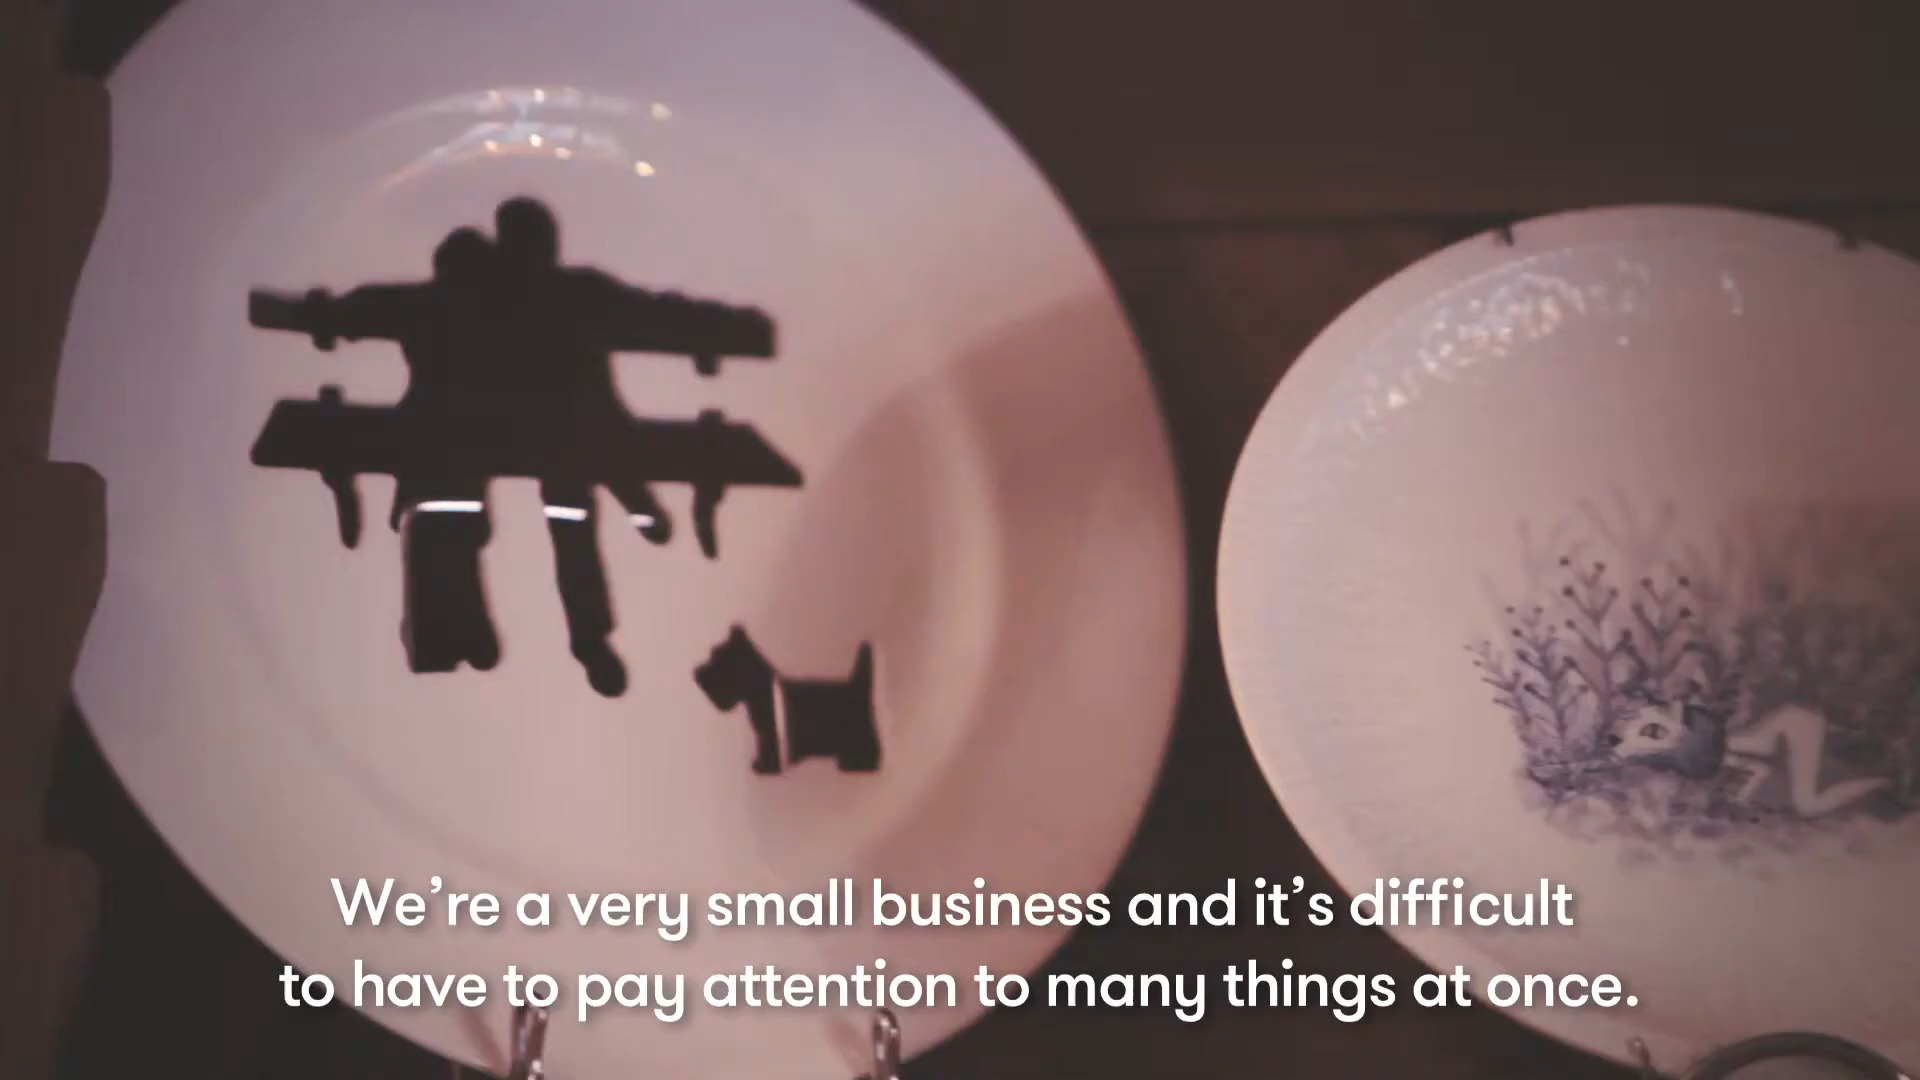 We’re a very small business and it’s difficult
to have to pay attention to many things at once.